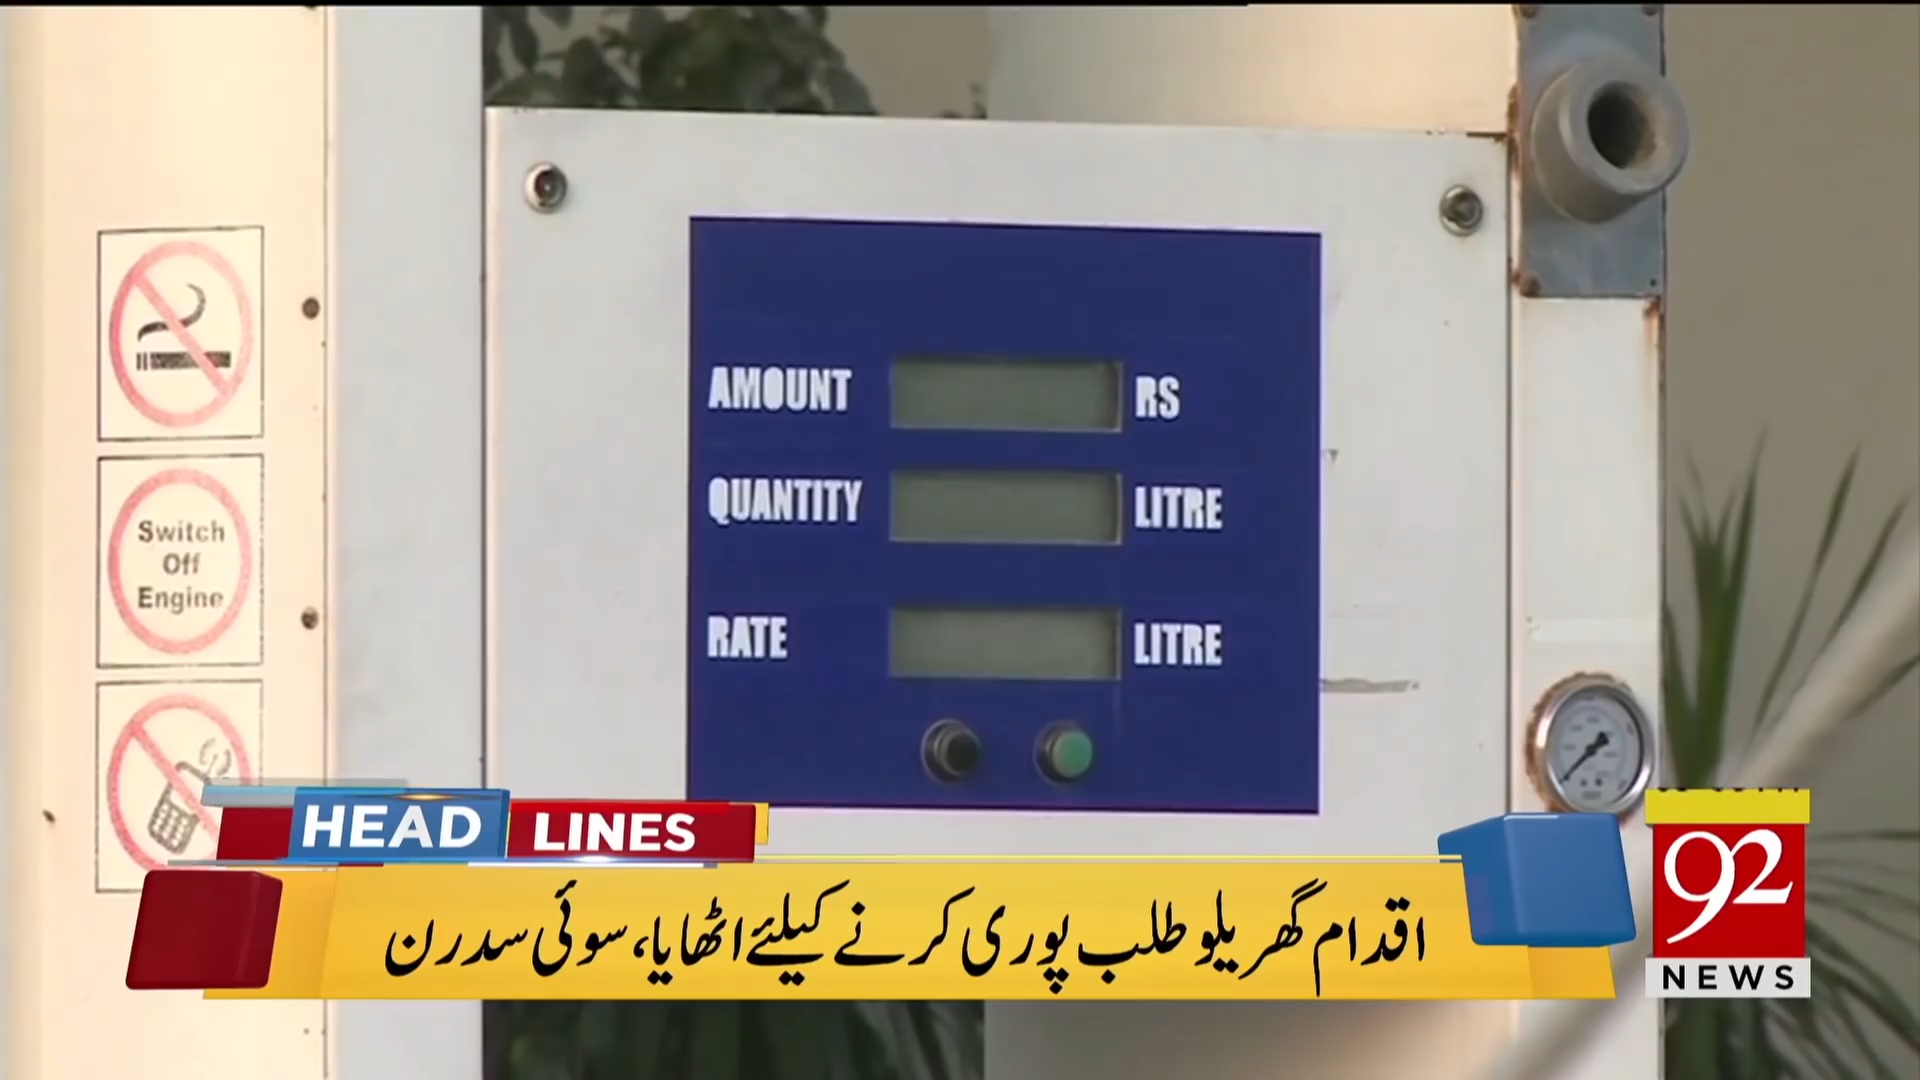 AMOUNT RS
QUANTITY LITRE
RATE LITRE
Switch
Off
Engine
HEAD LINES
اقدام گھریلو طلب پوری کرنے کیلئے اٹھایا، سوئی سدرن
92
NEWS